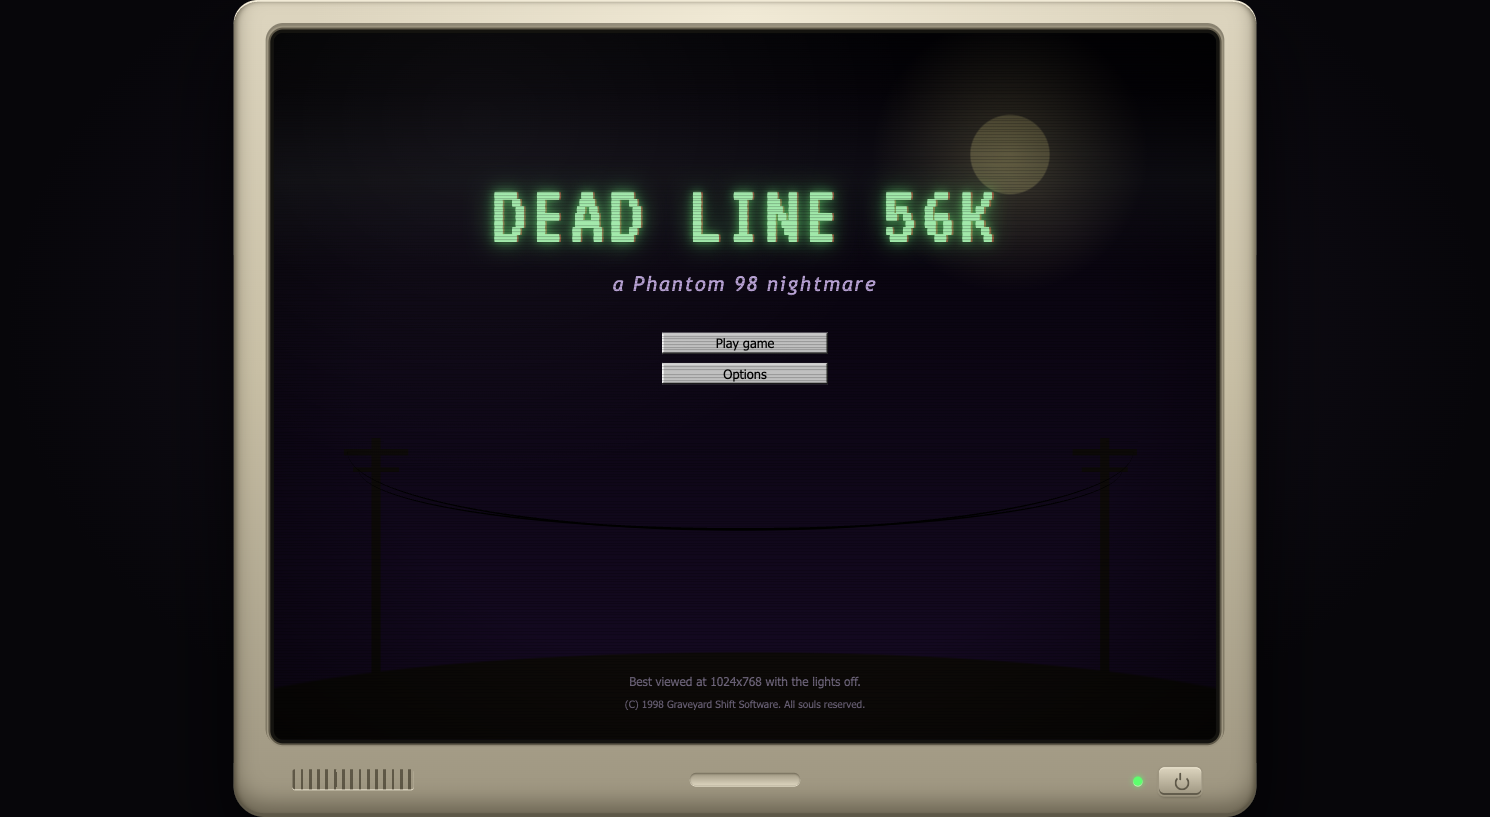 DEAD LINE 56K
a Phantom 98 nightmare
Play game
Options
Best viewed at 1024x768 with the lights off.
(C) 1998 Graveyard Shift Software. All souls reserved.